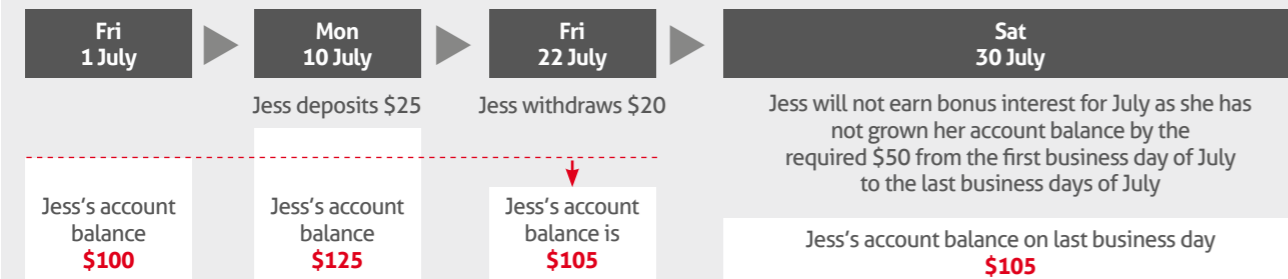 Fri
1 July
Mon
10 July
Fri
22 July
Sat
30 July
Jess deposits $25
Jess withdraws $20
Jess will not earn bonus interest for July as she has
not grown her account balance by the
required $50 from the first business day of July
to the last business days of July
Jess's account
balance
$100
Jess's account
balance
$125
Jess's account
balance is
$105
Jess's account balance on last business day
$105